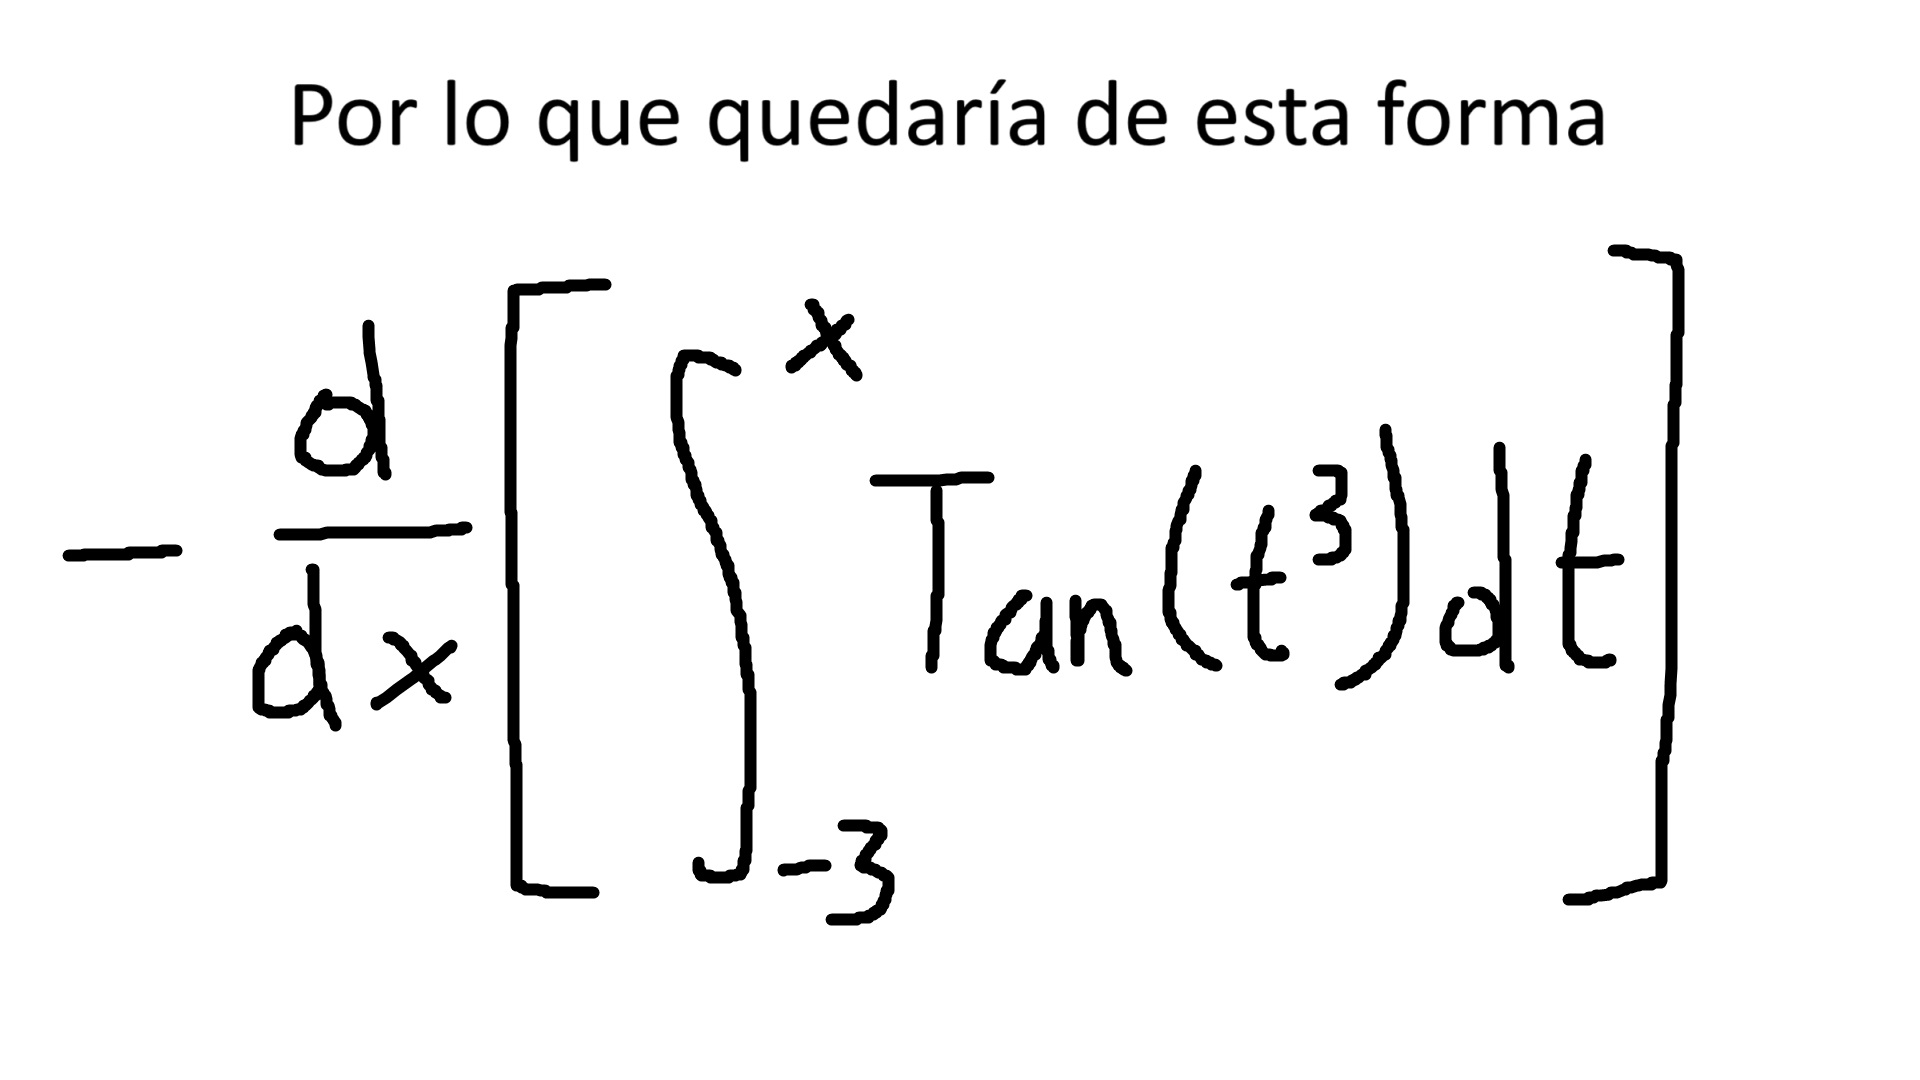 Por lo que quedaría de esta forma
- d/dx [ ∫_{-3}^{x} Tan(t³)dt ]